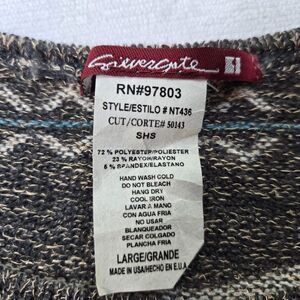 SilverGate
RN#97803
STYLE/ESTILO # NT436
CUT/CORTE# 50143
SHS
72 % POLYESTER/POLIESTER
23 % RAYON/RAYON
5 % SPANDEX/ELASTANO
HAND WASH COLD
DO NOT BLEACH
HANG DRY
COOL IRON
LAVAR A MANO
CON AGUA FRIA
NO USAR
BLANQUEADOR
SECAR COLGADO
PLANCHA FRIA
LARGE/GRANDE
MADE IN USA/HECHO EN E.U.A